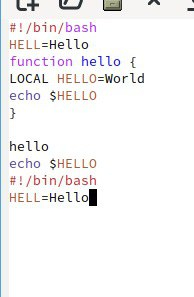 #!/bin/bash
HELL=Hello
function hello {
LOCAL HELLO=World
echo $HELLO
}
hello
echo $HELLO
#!/bin/bash
HELL=Hello